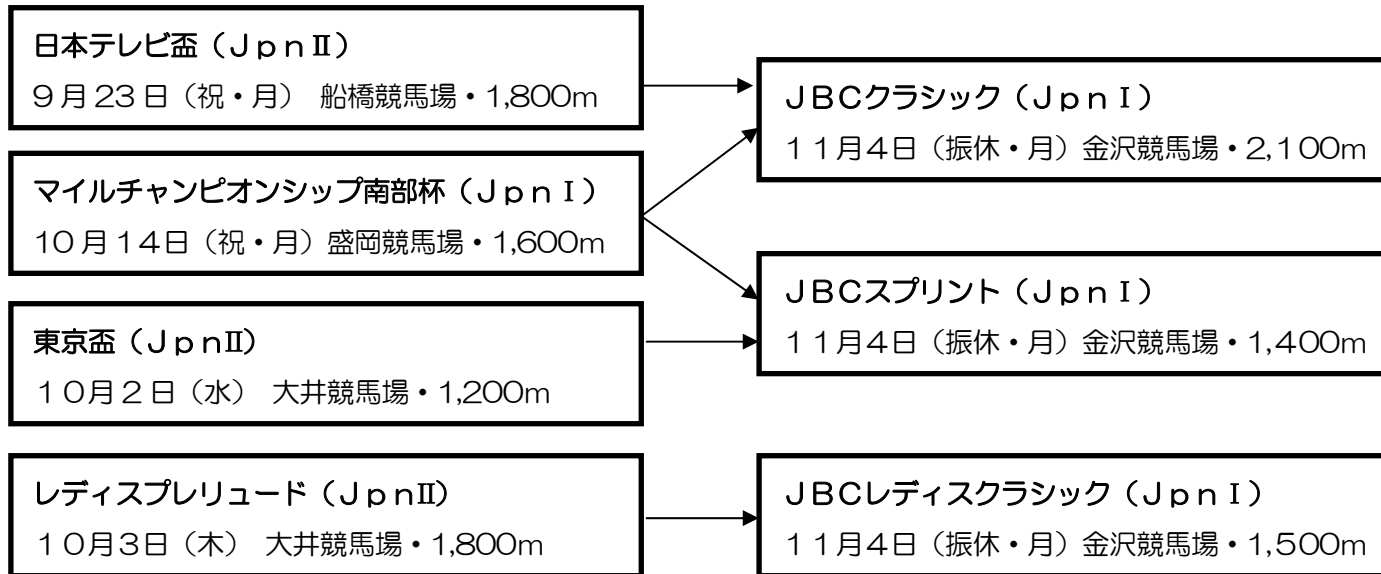 日本テレビ盃（ＪｐｎⅡ）
９月23日（祝・月）　船橋競馬場・1,800m
マイルチャンピオンシップ南部杯（ＪｐｎⅠ）
10月１４日（祝・月）盛岡競馬場・1,600m
東京盃（ＪｐｎⅡ）
１０月２日（水）　大井競馬場・1,200m
レディスプレリュード（ＪｐｎⅡ）
１０月３日（木）　大井競馬場・1,800m
ＪＢＣクラシック（ＪｐｎⅠ）
１１月４日（振休・月）金沢競馬場・2,100m
ＪＢＣスプリント（ＪｐｎⅠ）
１１月４日（振休・月）金沢競馬場・1,400m
ＪＢＣレディスクラシック（ＪｐｎⅠ）
１１月４日（振休・月）金沢競馬場・1,500m